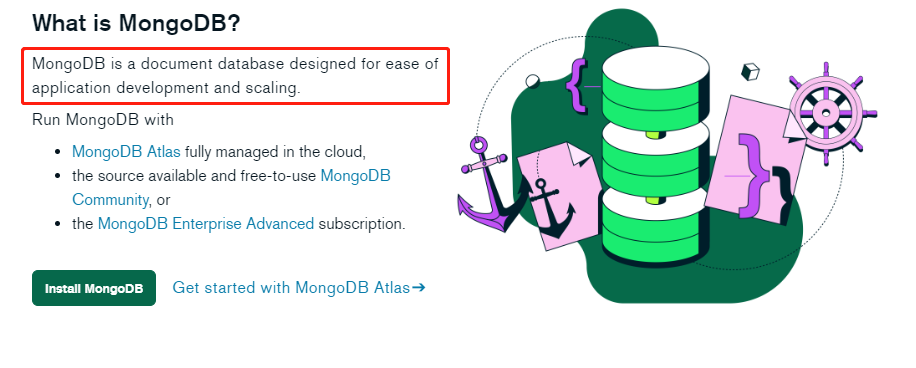 What is MongoDB?
MongoDB is a document database designed for ease of
application development and scaling.
Run MongoDB with
• MongoDB Atlas fully managed in the cloud,
• the source available and free-to-use MongoDB
Community, or
• the MongoDB Enterprise Advanced subscription.
Install MongoDB
Get started with MongoDB Atlas→